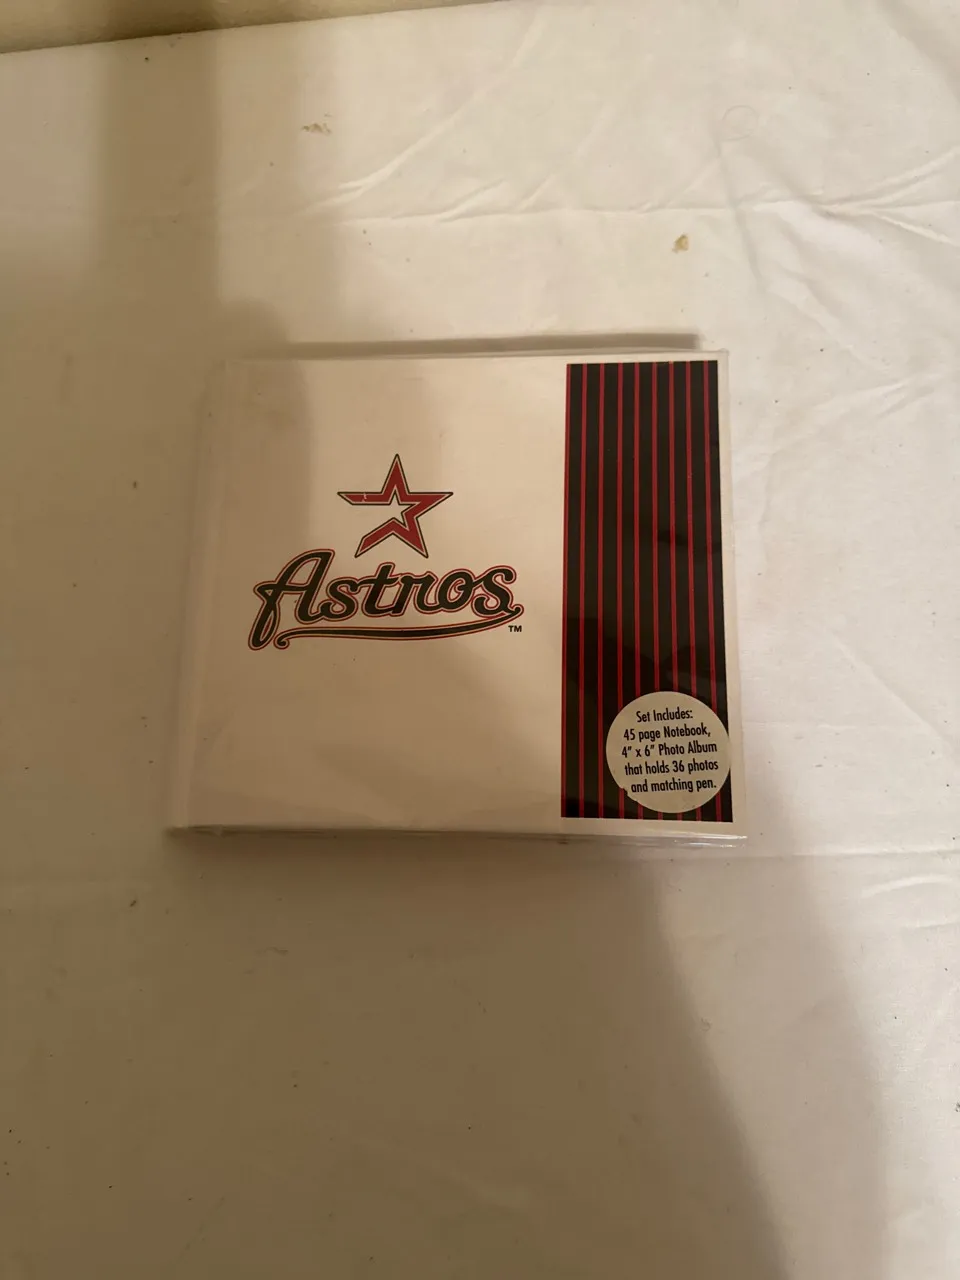 Astros
TM
Set Includes:
45 page Notebook,
4" x 6" Photo Album
that holds 36 photos
and matching pen.